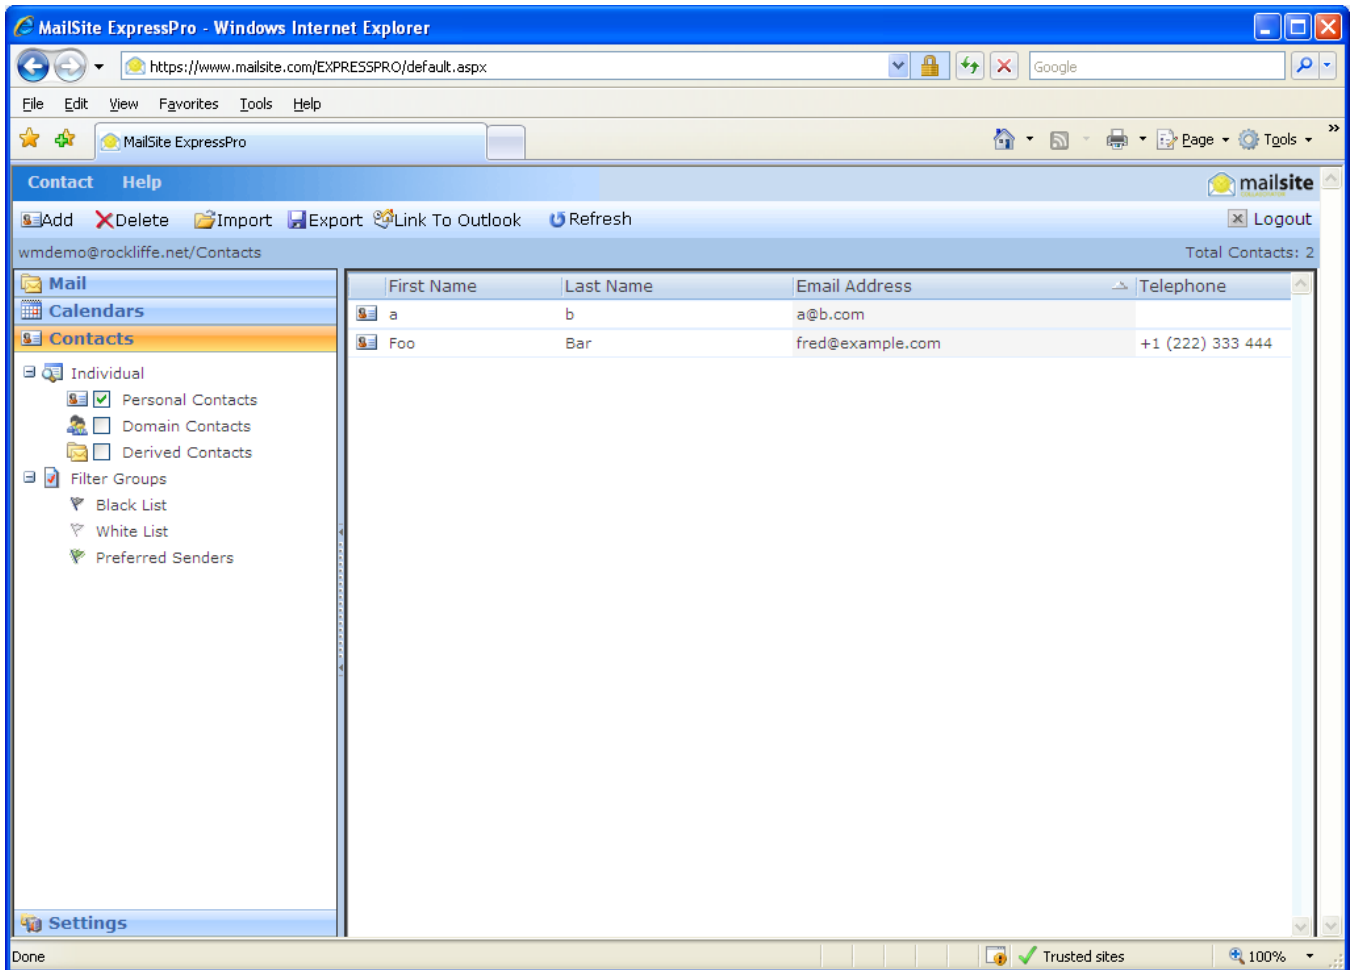 MailSite ExpressPro - Windows Internet Explorer
https://www.mailsite.com/EXPRESSPRO/default.aspx
Google
File Edit View Favorites Tools Help
MailSite ExpressPro
Page Tools »
Contact Help
mailsite
Add Delete Import Export Link To Outlook Refresh
Logout
wmdemo@rockliffe.net/Contacts
Total Contacts: 2
Mail
Calendars
Contacts
Individual
Personal Contacts
Domain Contacts
Derived Contacts
Filter Groups
Black List
White List
Preferred Senders
Settings
First Name Last Name Email Address Telephone
a b a@b.com
Foo Bar fred@example.com +1 (222) 333 444
Done
Trusted sites
100%